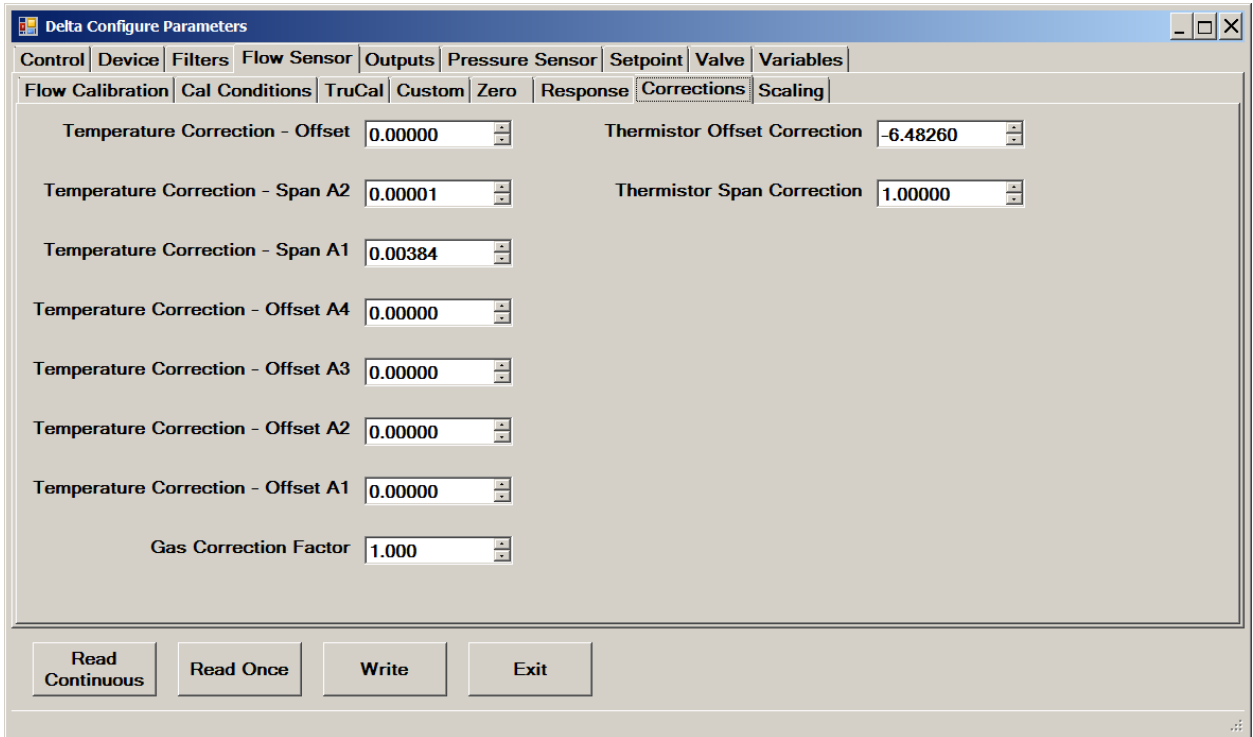 Delta Configure Parameters
Control Device Filters Flow Sensor Outputs Pressure Sensor Setpoint Valve Variables
Flow Calibration Cal Conditions TruCal Custom Zero Response Corrections Scaling
Temperature Correction - Offset 0.00000 Thermistor Offset Correction -6.48260
Temperature Correction - Span A2 0.00001 Thermistor Span Correction 1.00000
Temperature Correction - Span A1 0.00384
Temperature Correction - Offset A4 0.00000
Temperature Correction - Offset A3 0.00000
Temperature Correction - Offset A2 0.00000
Temperature Correction - Offset A1 0.00000
Gas Correction Factor 1.000
Read
Continuous
Read Once Write Exit